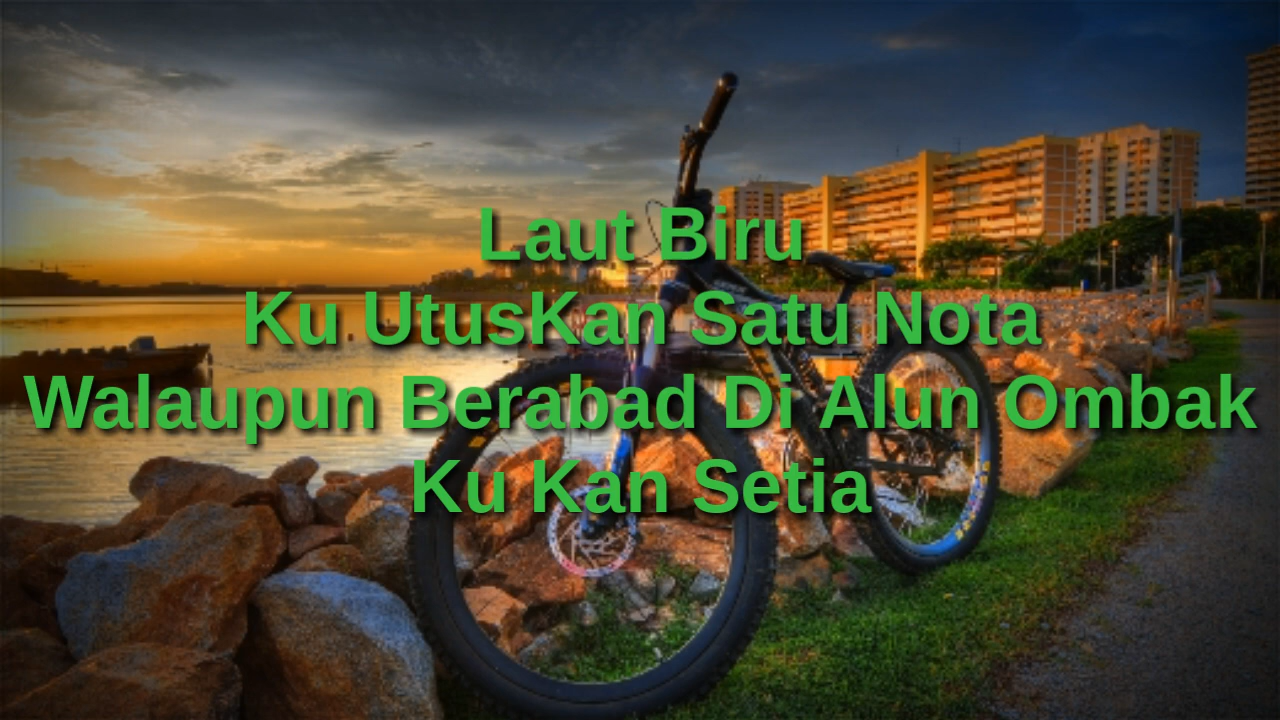 Laut Biru
Ku UtusKan Satu Nota
Walaupun Berabad Di Alun Ombak
Ku Kan Setia